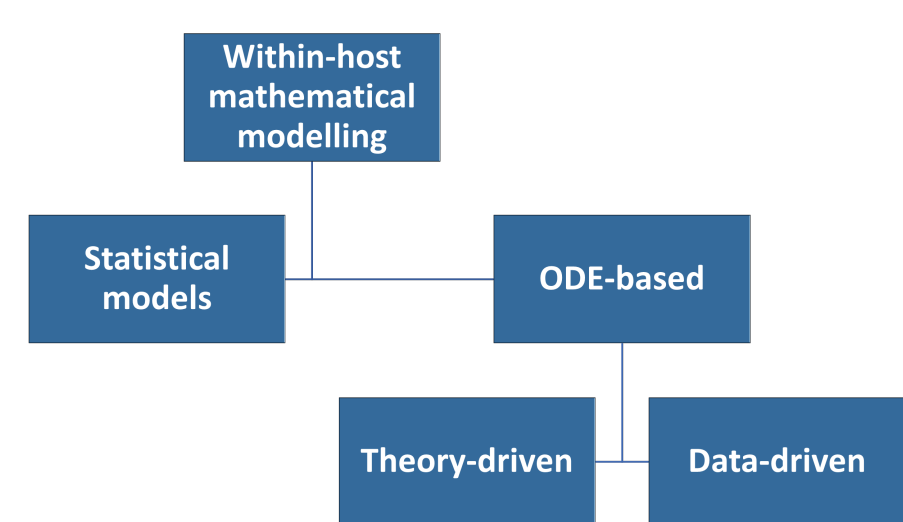 Within-host
mathematical
modelling
Statistical
models
ODE-based
Theory-driven
Data-driven